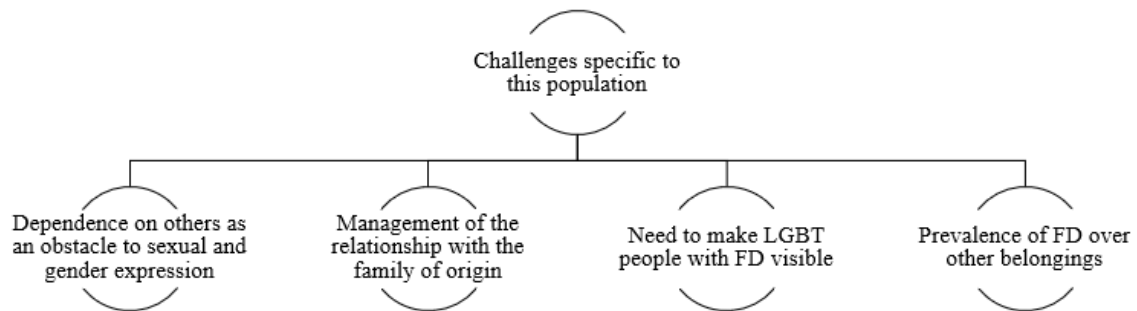 Challenges specific to
this population
Dependence on others as
an obstacle to sexual and
gender expression
Management of the
relationship with the
family of origin
Need to make LGBT
people with FD visible
Prevalence of FD over
other belongings